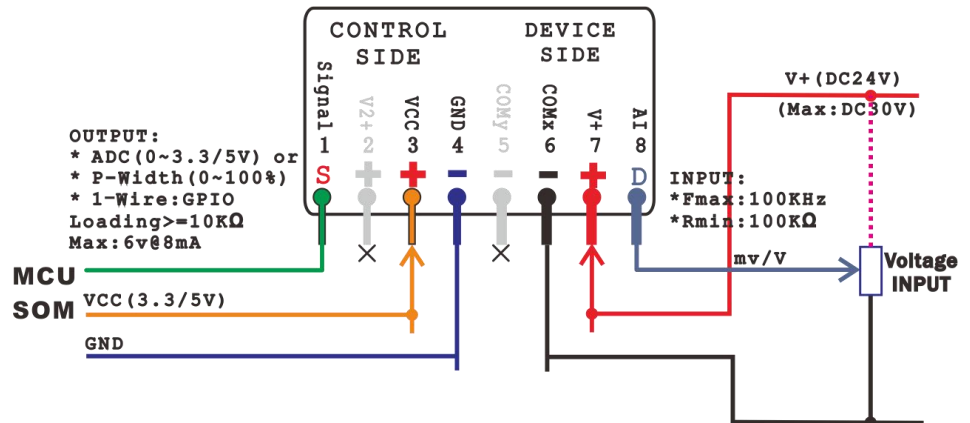 CONTROL
SIDE
DEVICE
SIDE
Signal 1
V2+ 2
VCC 3
GND 4
COMy 5
COMx 6
V+ 7
AI 8
S
D
OUTPUT:
* ADC(0~3.3/5V) or
* P-Width(0~100%)
* 1-Wire:GPIO
Loading>=10KΩ
Max:6v@8mA
INPUT:
*Fmax:100KHz
*Rmin:100KΩ
V+(DC24V)
(Max:DC30V)
mv/V
Voltage
INPUT
MCU
SOM
VCC(3.3/5V)
GND